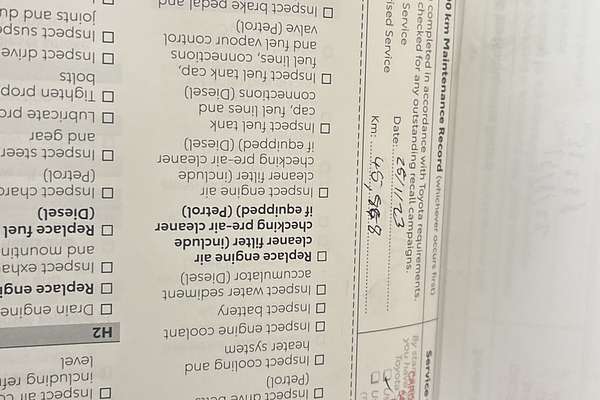 0 km Maintenance Record (whichever occurs first)
completed in accordance with Toyota requirements.
checked for any outstanding recall campaigns.
Service
ised Service
Date: 25/11/23
Km:
Service
(Petrol)
Inspect cooling and
heater system
Inspect engine coolant
Inspect battery
Inspect water sediment
accumulator (Diesel)
Replace engine air
cleaner filter (include
checking pre-air cleaner
if equipped) (Petrol)
Inspect engine air
cleaner filter (include
checking pre-air cleaner
if equipped) (Diesel)
Inspect fuel tank
cap, fuel lines and
connections (Diesel)
Inspect fuel tank cap,
fuel lines, connections
and fuel vapour control
valve (Petrol)
Inspect brake pedal and
Inspect air co
including refr
level
H2
Drain engine
Replace engi
Inspect exha
and mountin
Replace fuel
(Diesel)
Inspect charc
(Petrol)
Inspect steer
and gear
Lubricate pro
Tighten prop
bolts
Inspect drive
Inspect suspe
joints and du